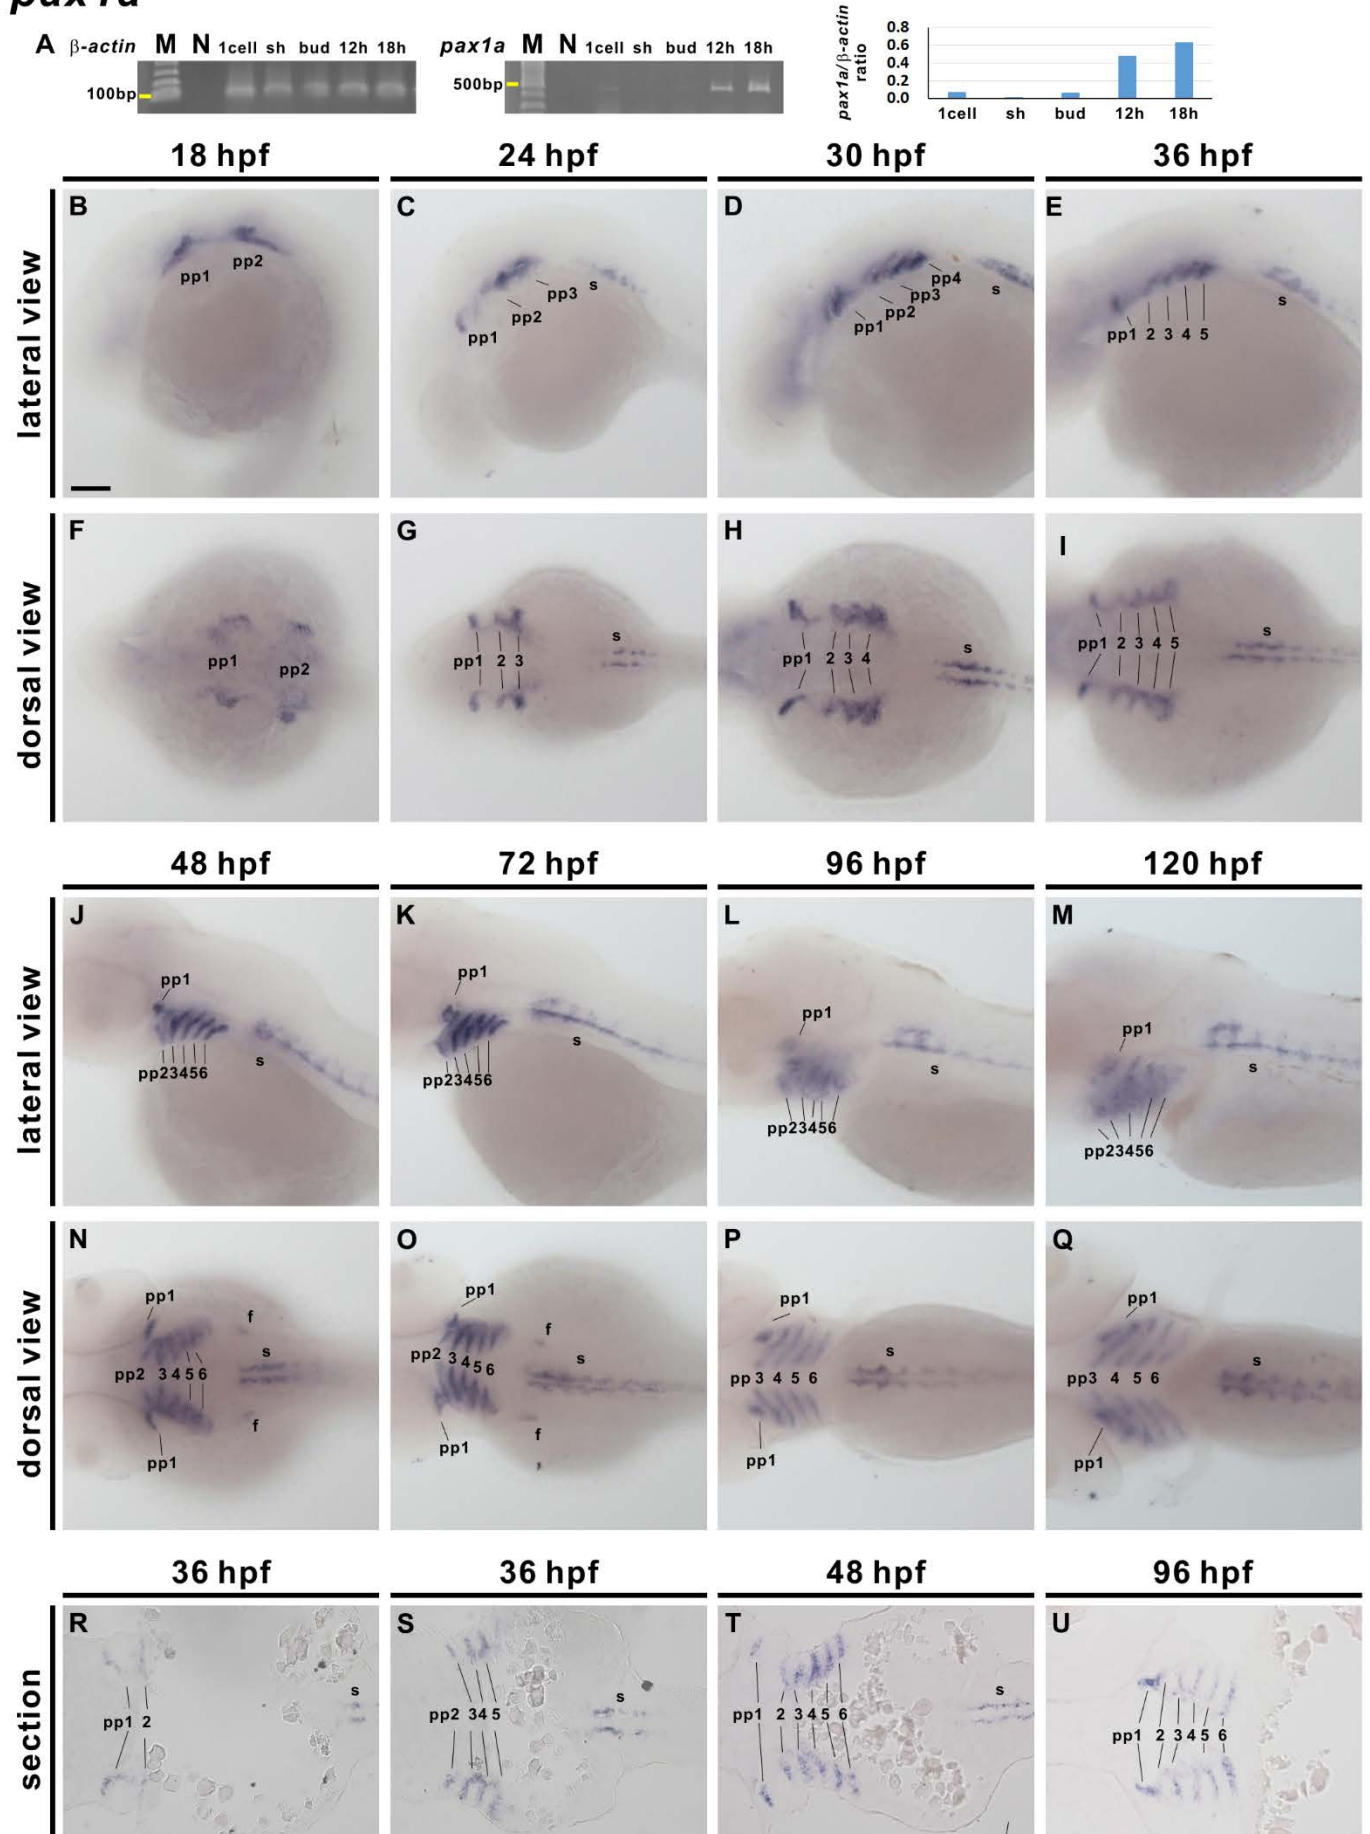 pax1a
A β-actin M N 1cell sh bud 12h 18h
100bp
pax1a M N 1cell sh bud 12h 18h
500bp
pax1a/β-actin
ratio
0.8
0.6
0.4
0.2
0.0
1cell sh bud 12h 18h
18 hpf 24 hpf 30 hpf 36 hpf
lateral view
B
pp1 pp2
C
pp1 pp2 pp3 s
D
pp1 pp2 pp3 pp4 s
E
pp1 2 3 4 5 s
dorsal view
F
pp1 pp2
G
pp1 2 3 s
H
pp1 2 3 4 s
I
pp1 2 3 4 5 s
48 hpf 72 hpf 96 hpf 120 hpf
lateral view
J
pp1
pp23456 s
K
pp1
pp23456 s
L
pp1
pp23456 s
M
pp1
pp23456 s
dorsal view
N
pp1 f
s
pp2 3 4 5 6
f
pp1
O
pp1 f
s
pp2 3 4 5 6
f
pp1
P
pp1
s
pp3 4 5 6
pp1
Q
pp1
s
pp3 4 5 6
pp1
36 hpf 36 hpf 48 hpf 96 hpf
section
R
s
pp1 2
S
s
pp2 3 4 5
T
s
pp1 2 3 4 5 6
U
pp1 2 3 4 5 6